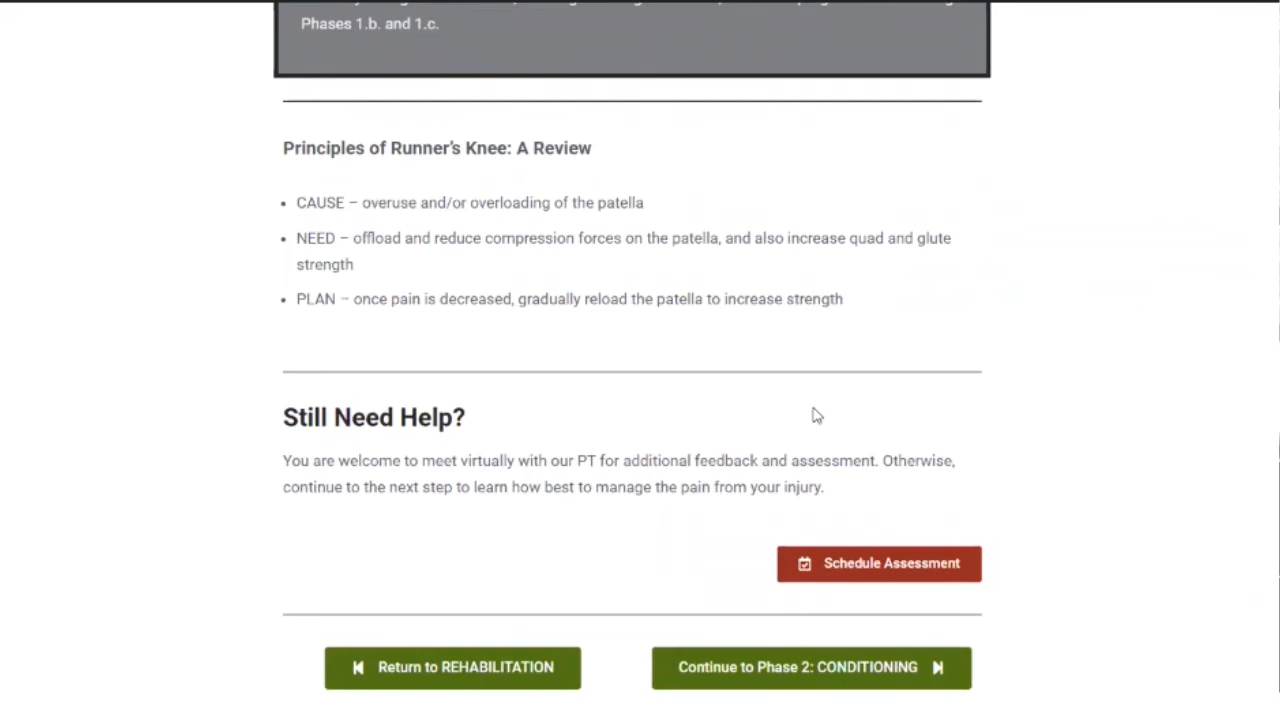 Phases 1.b. and 1.c.
Principles of Runner's Knee: A Review
• CAUSE – overuse and/or overloading of the patella
• NEED – offload and reduce compression forces on the patella, and also increase quad and glute
strength
• PLAN – once pain is decreased, gradually reload the patella to increase strength
Still Need Help?
You are welcome to meet virtually with our PT for additional feedback and assessment. Otherwise,
continue to the next step to learn how best to manage the pain from your injury.
Schedule Assessment
Return to REHABILITATION
Continue to Phase 2: CONDITIONING